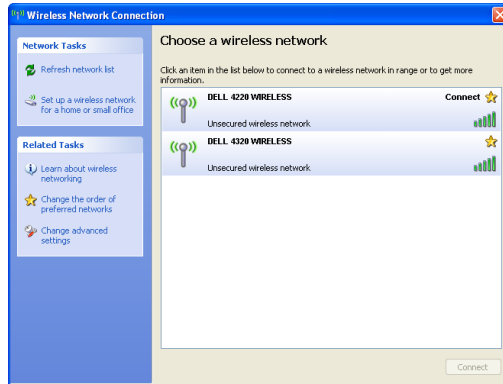 Wireless Network Connection
Network Tasks
Refresh network list
Set up a wireless network
for a home or small office
Related Tasks
Learn about wireless
networking
Change the order of
preferred networks
Change advanced
settings
Choose a wireless network
Click an item in the list below to connect to a wireless network in range or to get more
information.
DELL 4220 WIRELESS
Connect
Unsecured wireless network
DELL 4320 WIRELESS
Unsecured wireless network
Connect